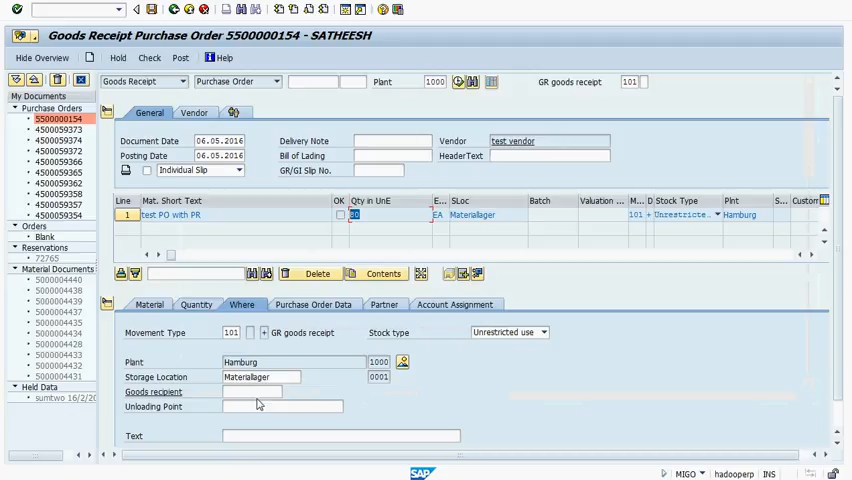 Goods Receipt Purchase Order 5500000154 - SATHEESH
Hide Overview Hold Check Post Help
Goods Receipt Purchase Order Plant 1000 GR goods receipt 101
My Documents
Purchase Orders
5500000154
4500059373
4500059374
4500059372
4500059366
4500059365
4500059362
4500059358
4500059357
4500059354
Orders
Blank
Reservations
72765
Material Documents
5000004440
5000004438
5000004439
5000004437
5000004435
5000004434
5000004433
5000004432
5000004431
Held Data
sumtwo 16/2/20
General Vendor
Document Date 06.05.2016 Delivery Note Vendor test vendor
Posting Date 06.05.2016 Bill of Lading HeaderText
Individual Slip GR/GI Slip No.
Line Mat. Short Text OK Qty in UnE E... SLoc Batch Valuation ... M... D Stock Type Plnt S... Custom
1 test PO with PR 80 EA Materiallager 101 + Unrestricte... Hamburg
Delete Contents
Material Quantity Where Purchase Order Data Partner Account Assignment
Movement Type 101 + GR goods receipt Stock type Unrestricted use
Plant Hamburg 1000
Storage Location Materiallager 0001
Goods recipient
Unloading Point
Text
SAP MIGO hadooperp INS